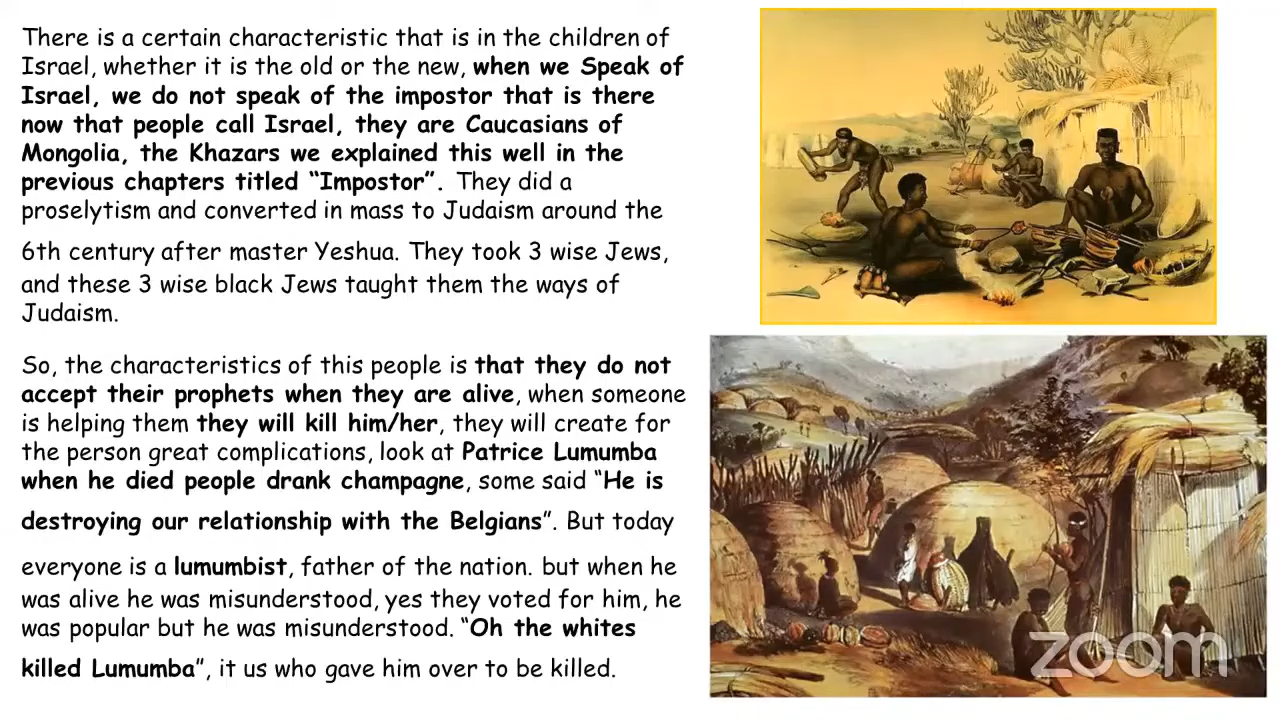 There is a certain characteristic that is in the children of
Israel, whether it is the old or the new, when we Speak of
Israel, we do not speak of the impostor that is there
now that people call Israel, they are Caucasians of
Mongolia, the Khazars we explained this well in the
previous chapters titled “Impostor”. They did a
proselytism and converted in mass to Judaism around the
6th century after master Yeshua. They took 3 wise Jews,
and these 3 wise black Jews taught them the ways of
Judaism.
So, the characteristics of this people is that they do not
accept their prophets when they are alive, when someone
is helping them they will kill him/her, they will create for
the person great complications, look at Patrice Lumumba
when he died people drank champagne, some said “He is
destroying our relationship with the Belgians”. But today
everyone is a lumumbist, father of the nation. but when he
was alive he was misunderstood, yes they voted for him, he
was popular but he was misunderstood. “Oh the whites
killed Lumumba”, it us who gave him over to be killed.
zoom